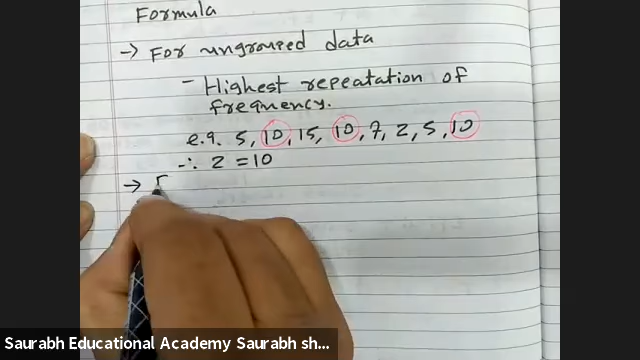 Formula
→ For ungrouped data
- Highest repeatation of
frequency.
e.g. 5, 10, 15, 10, 7, 2, 5, 10
∴ Z = 10
→
Saurabh Educational Academy Saurabh sh...